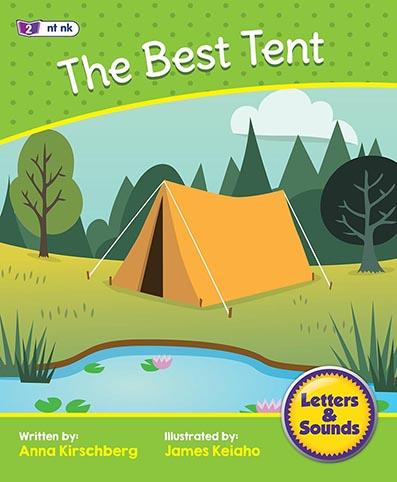 2 nt nk
The Best Tent
Letters
&
Sounds
Written by:
Anna Kirschberg
Illustrated by:
James Keiaho